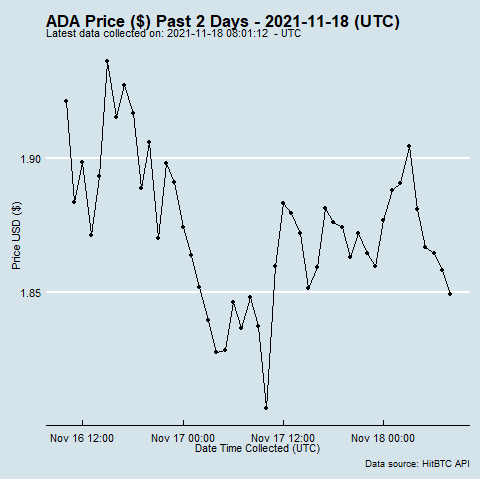 ADA Price ($) Past 2 Days - 2021-11-18 (UTC)
Latest data collected on: 2021-11-18 08:01:12  - UTC
1.90
1.85
Price USD ($)
Nov 16 12:00 Nov 17 00:00 Nov 17 12:00 Nov 18 00:00
Date Time Collected (UTC)
Data source: HitBTC API